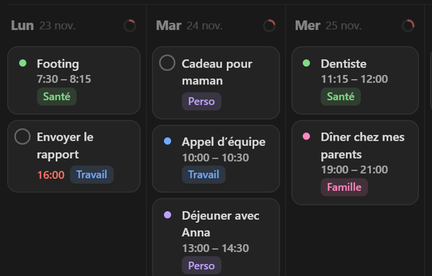 Lun 23 nov.
Footing
7:30 – 8:15
Santé
Envoyer le
rapport
16:00 Travail
Mar 24 nov.
Cadeau pour
maman
Perso
Appel d'équipe
10:00 – 10:30
Travail
Déjeuner avec
Anna
13:00 – 14:30
Perso
Mer 25 nov.
Dentiste
11:15 – 12:00
Santé
Dîner chez mes
parents
19:00 – 21:00
Famille